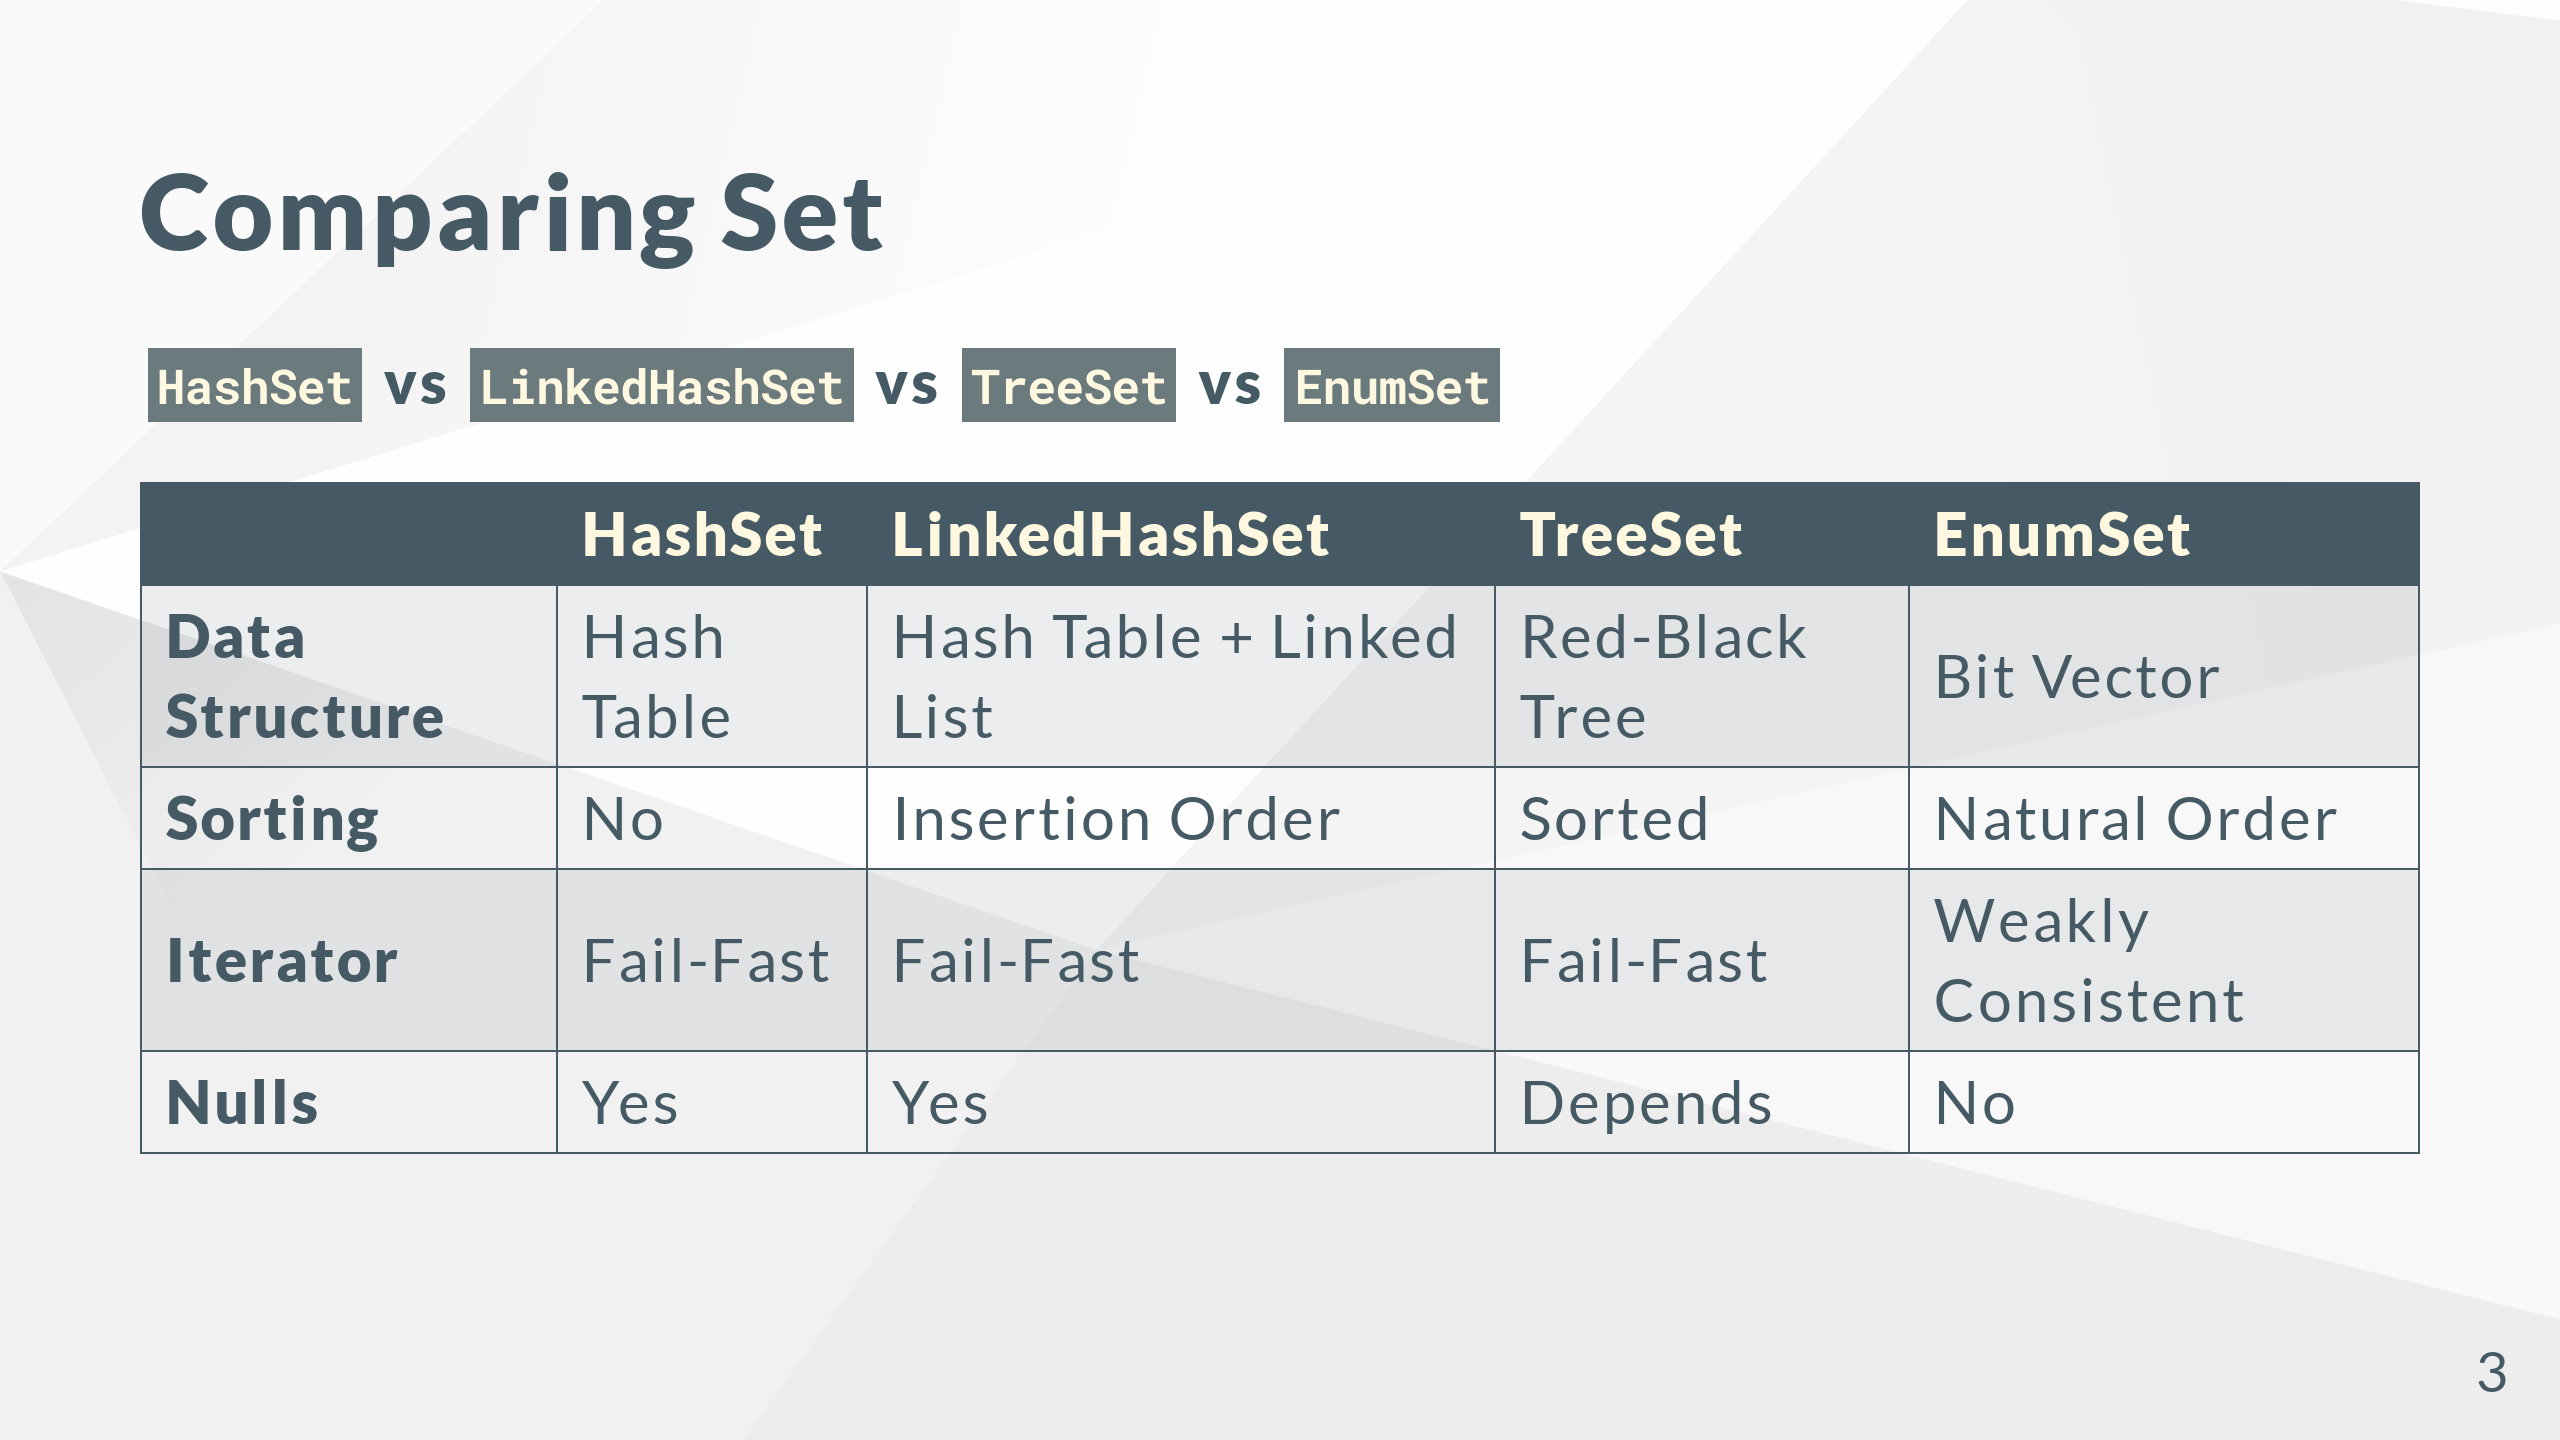 Comparing Set
HashSet vs LinkedHashSet vs TreeSet vs EnumSet
HashSet LinkedHashSet TreeSet EnumSet
Data Structure Hash Table Hash Table + Linked List Red-Black Tree Bit Vector
Sorting No Insertion Order Sorted Natural Order
Iterator Fail-Fast Fail-Fast Fail-Fast Weakly Consistent
Nulls Yes Yes Depends No
3